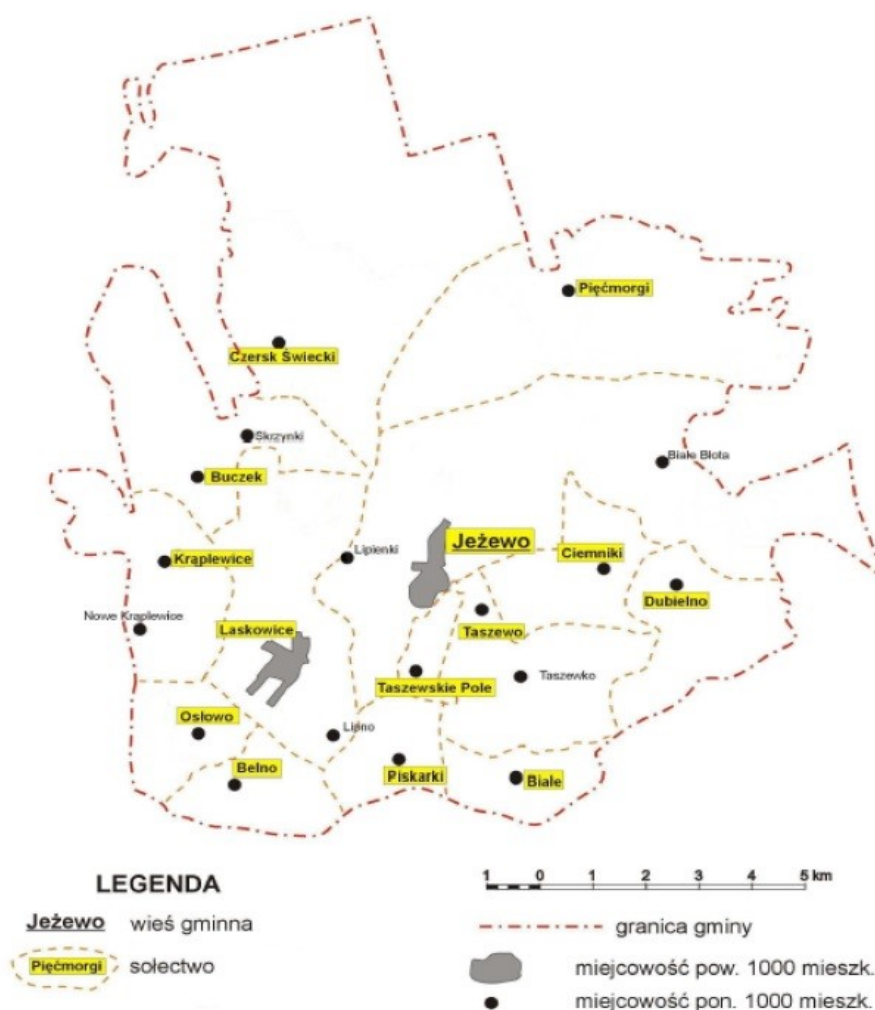 Pięćmorgi
Czersk Świecki
Skrzynki
Białe Błota
Buczek
Jeżewo
Lipienki
Ciemniki
Krąplewice
Dubielno
Nowe Krąplewice
Laskowice
Taszewo
Taszewskie Pole
Taszewko
Osłowo
Lipno
Belno
Piskarki
Białe
LEGENDA
1 0 1 2 3 4 5 km
Jeżewo wieś gminna
granica gminy
Pięćmorgi sołectwo
miejcowość pow. 1000 mieszk.
miejcowość pon. 1000 mieszk.